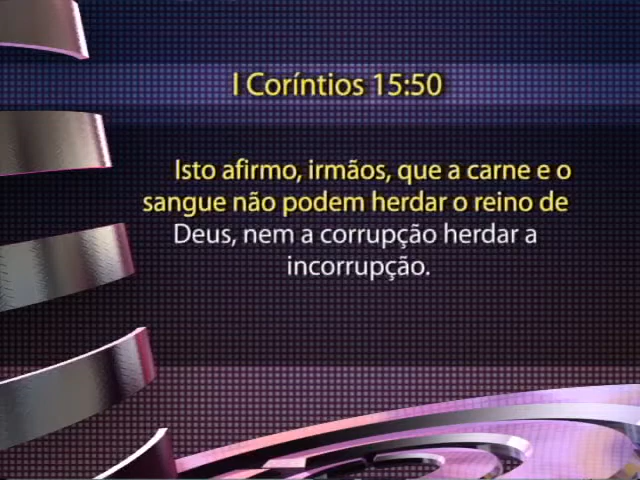 I Coríntios 15:50
Isto afirmo, irmãos, que a carne e o
sangue não podem herdar o reino de
Deus, nem a corrupção herdar a
incorrupção.